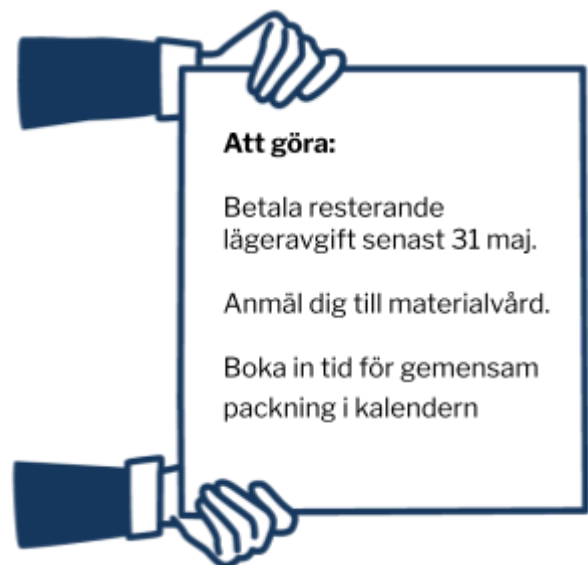 Att göra:
Betala resterande
lägeravgift senast 31 maj.
Anmäl dig till materialvård.
Boka in tid för gemensam
packning i kalendern